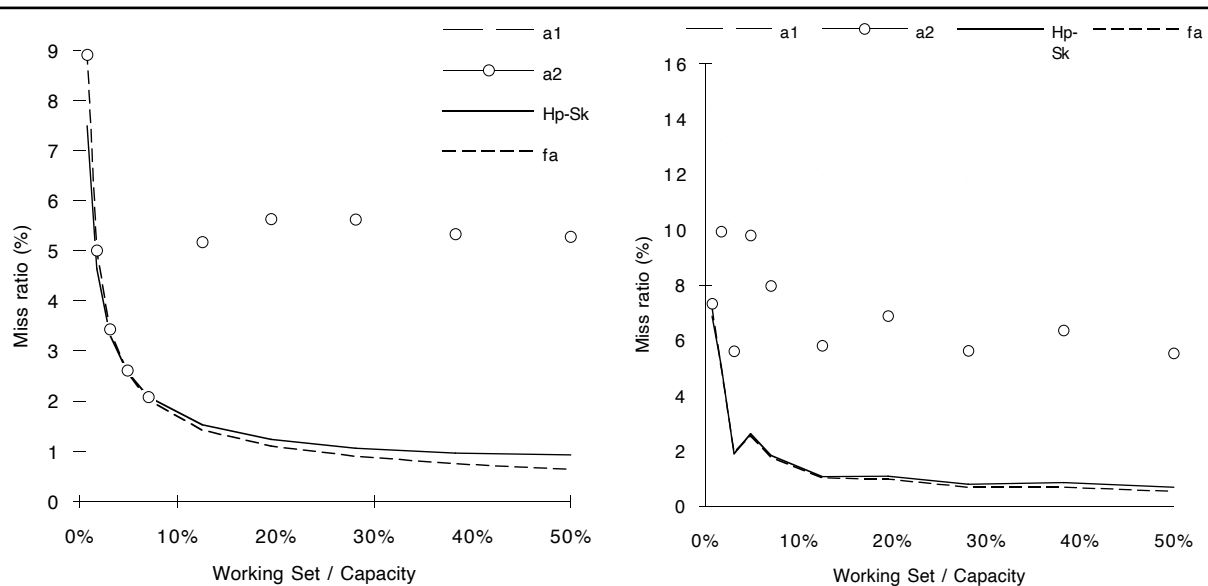 a1
a2
Hp-Sk
fa
9
8
7
6
5
4
3
2
1
0
Miss ratio (%)
0% 10% 20% 30% 40% 50%
Working Set / Capacity
a1 a2 Hp-
Sk fa
16
14
12
10
8
6
4
2
0
Miss ratio (%)
0% 10% 20% 30% 40% 50%
Working Set / Capacity